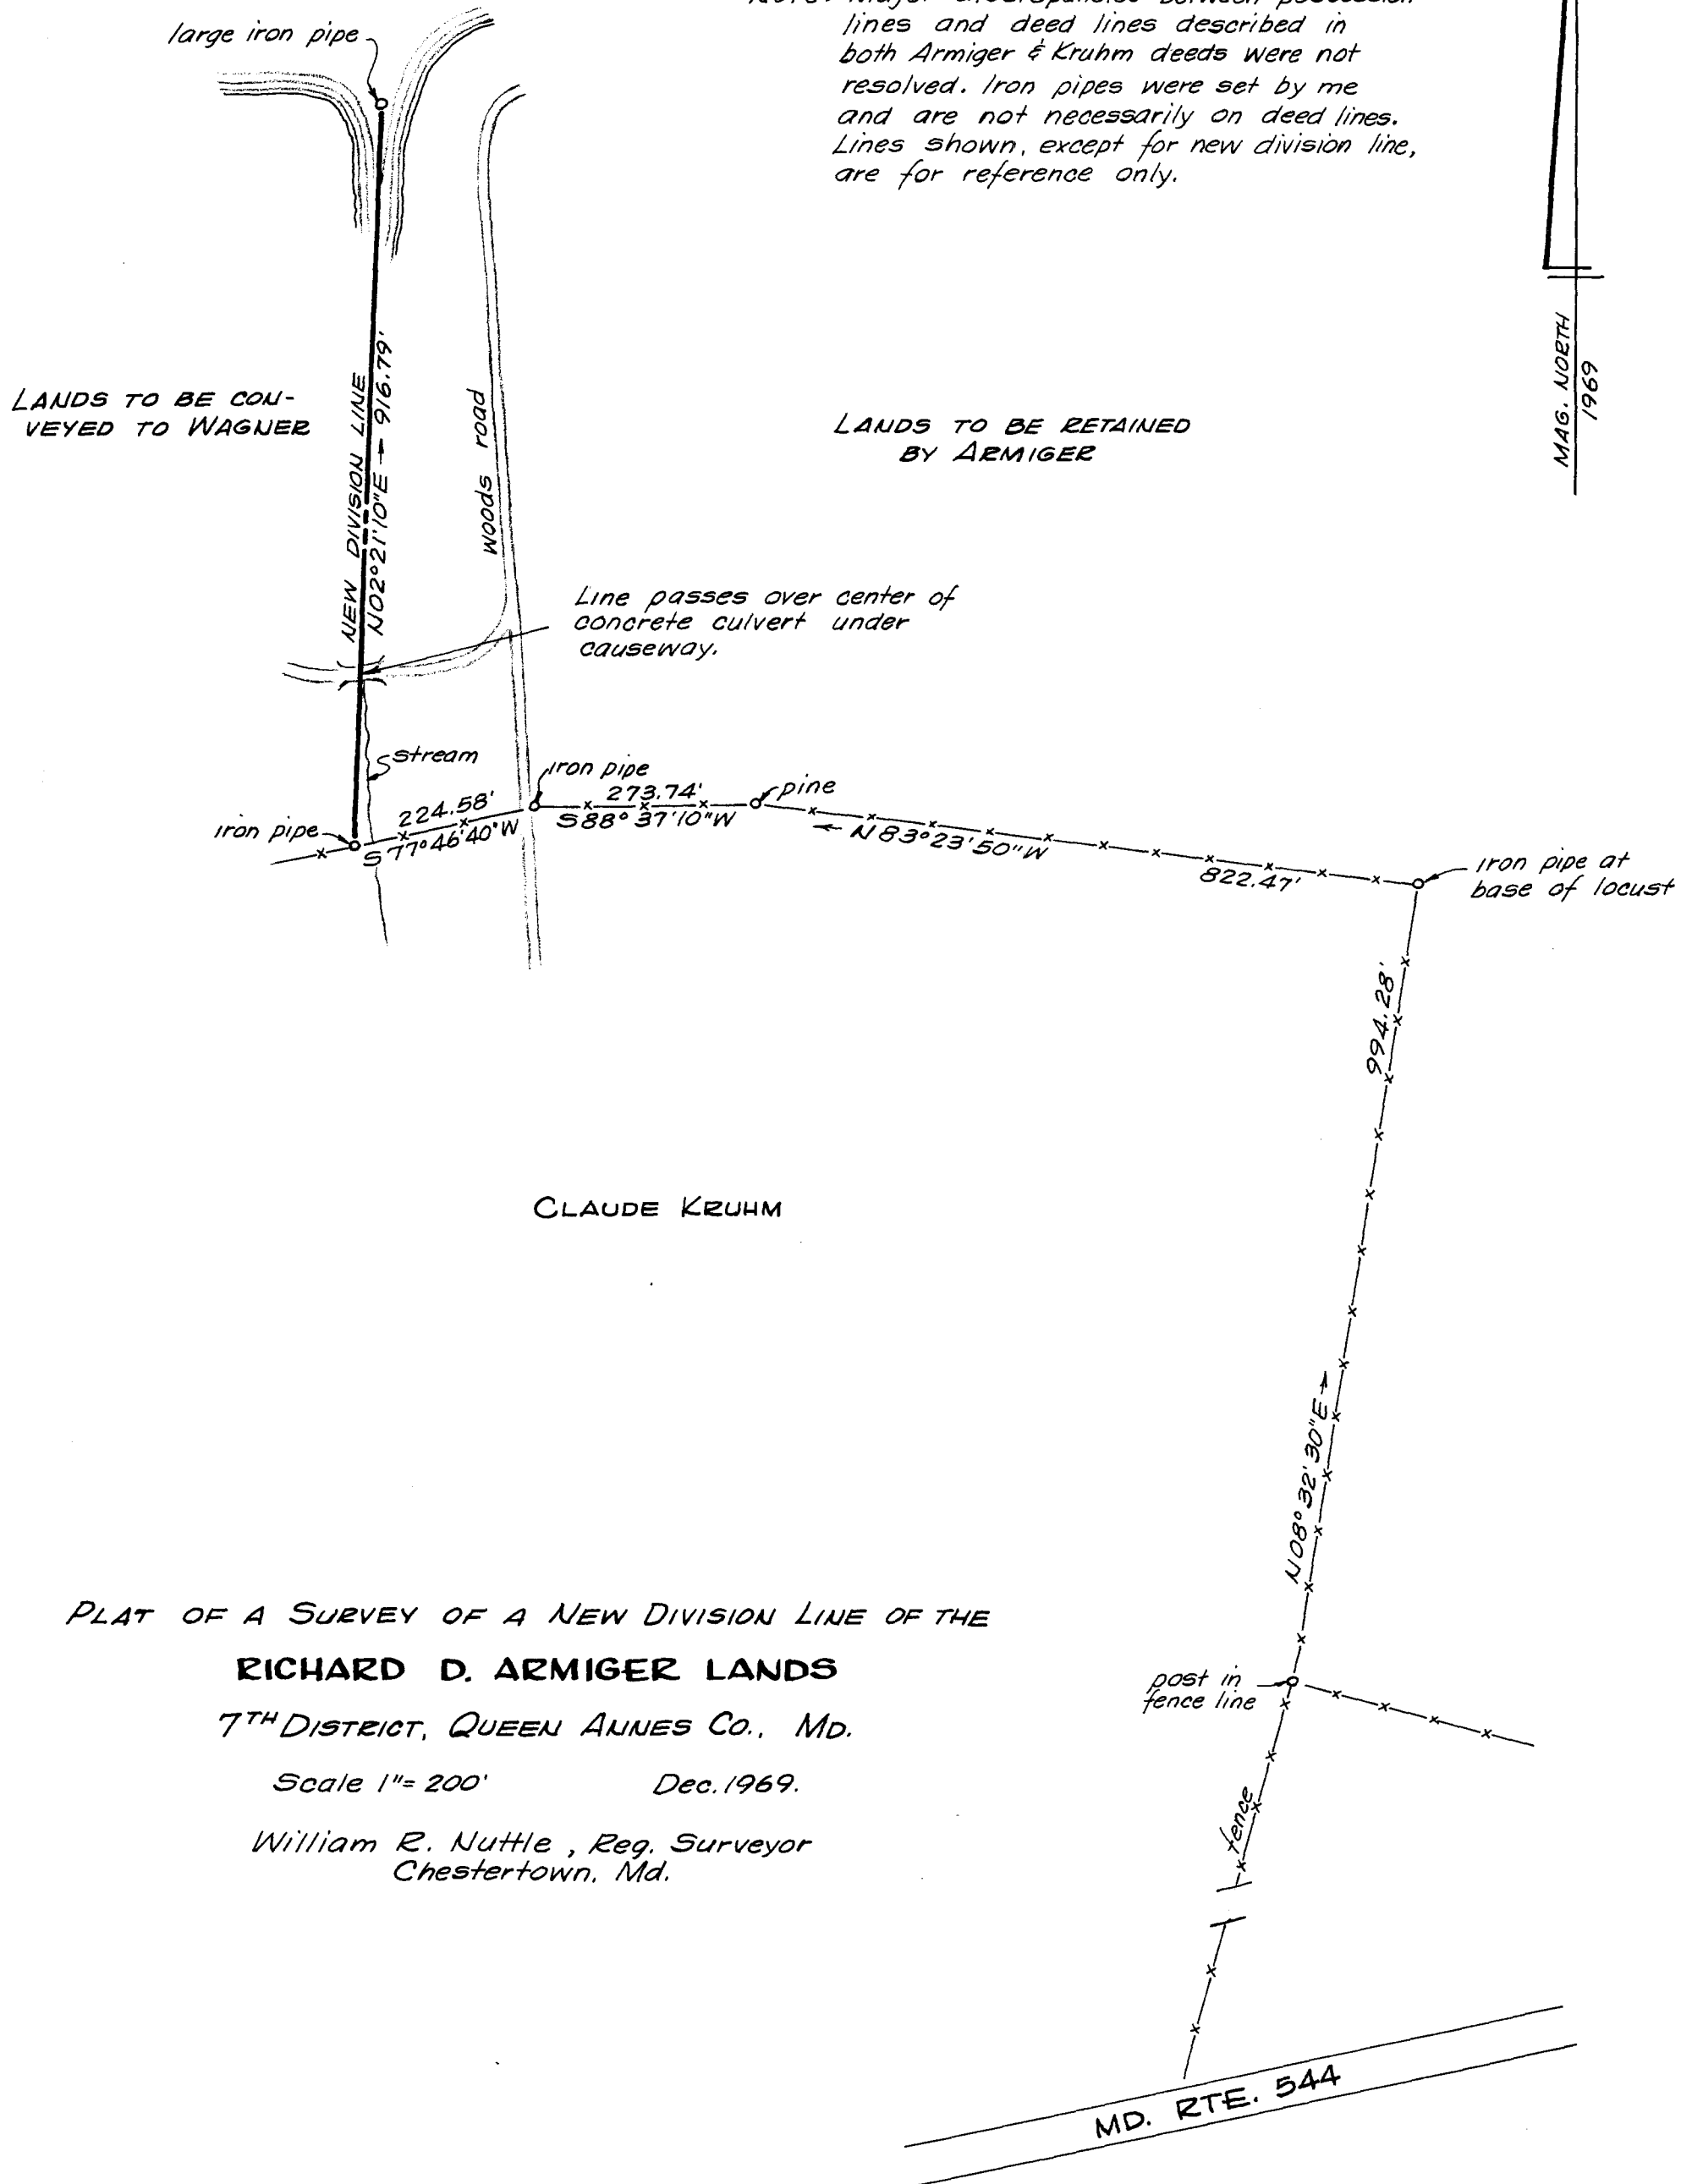 large iron pipe
lines and deed lines described in
both Armiger & Kruhm deeds were not
resolved. Iron pipes were set by me
and are not necessarily on deed lines.
Lines shown, except for new division line,
are for reference only.
MAG. NORTH
1969
LANDS TO BE CON-
VEYED TO WAGNER
NEW DIVISION LINE
N02°21'10"E → 916.79'
woods road
LANDS TO BE RETAINED
BY ARMIGER
Line passes over center of
concrete culvert under
causeway.
stream
iron pipe
224.58'
S77°46'40"W
iron pipe
273.74'
S88°37'10"W
pine
← N83°23'50"W
822.47'
Iron pipe at
base of locust
994.28'
N08°32'30"E →
CLAUDE KRUHM
post in
fence line
fence
PLAT OF A SURVEY OF A NEW DIVISION LINE OF THE
RICHARD D. ARMIGER LANDS
7TH DISTRICT, QUEEN ANNES CO., MD.
Scale 1"= 200' Dec. 1969.
William R. Nuttle, Reg. Surveyor
Chestertown, Md.
MD. RTE. 544